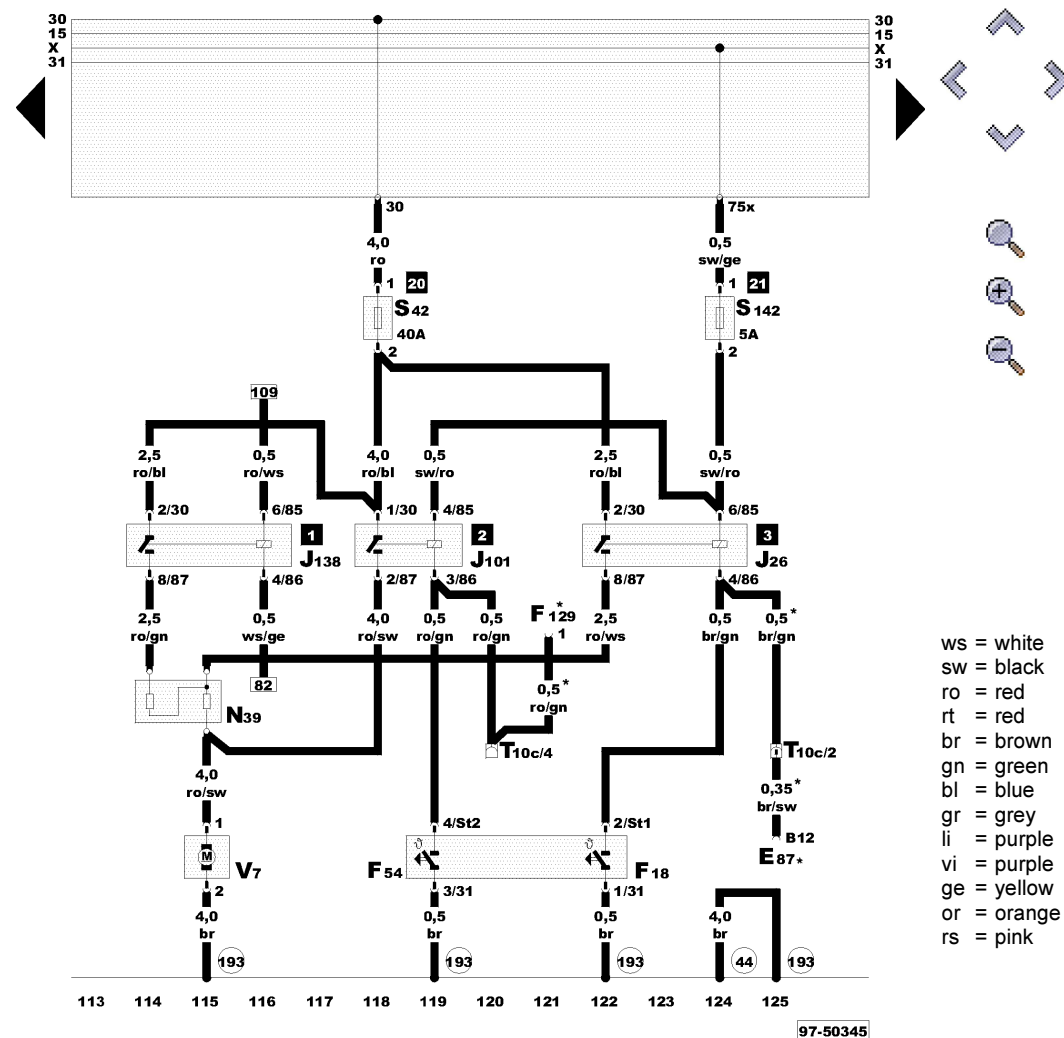 30 30
15 15
X X
31 31
30 75x
4,0 0,5
ro sw/ge
1 20 1 21
S42 S142
40A 5A
2 2
109
2,5 0,5 4,0 0,5 2,5 0,5
ro/bl ro/ws ro/bl sw/ro ro/bl sw/ro
2/30 6/85 1/30 4/85 2/30 6/85
1 2 3
J138 J101 J26
8/87 4/86 2/87 3/86 8/87 4/86
F129*
2,5 0,5 4,0 0,5 0,5 1 2,5 0,5 0,5*
ro/gn ws/ge ro/sw ro/gn ro/gn ro/ws br/gn br/gn
82 0,5*
ro/gn
N39
T10c/4 T10c/2
4,0 0,35*
ro/sw br/sw
1 4/St2 2/St1 B12
E87*
M
V7 F54 F18
2 3/31 1/31
4,0 0,5 0,5 4,0
br br br br
193 193 193 44 193
113 114 115 116 117 118 119 120 121 122 123 124 125
97-50345
ws = white
sw = black
ro = red
rt = red
br = brown
gn = green
bl = blue
gr = grey
li = purple
vi = purple
ge = yellow
or = orange
rs = pink